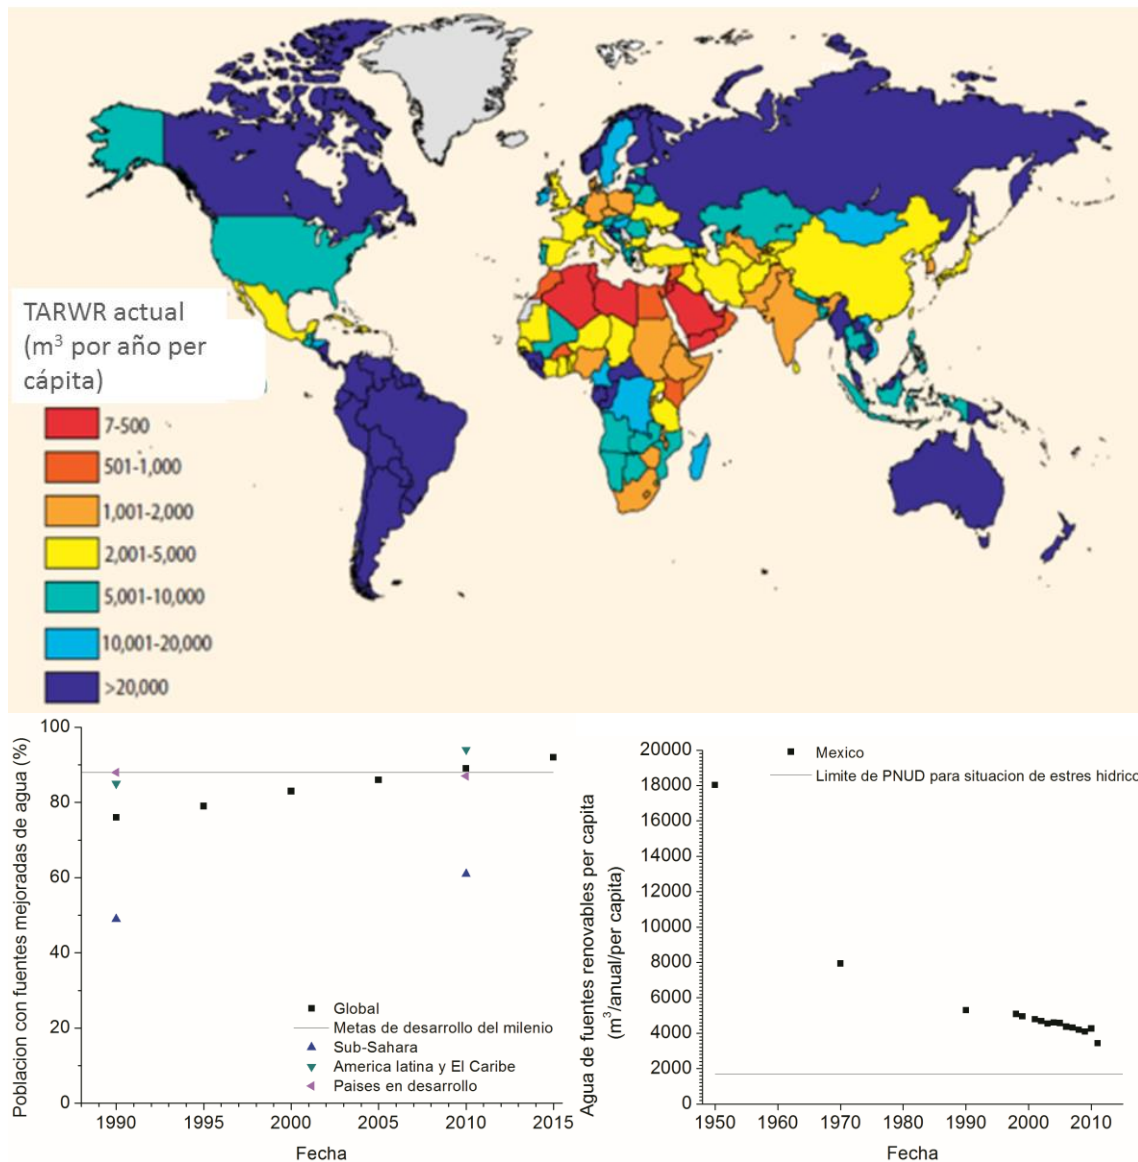 TARWR actual
(m³ por año per
cápita)
7-500
501-1,000
1,001-2,000
2,001-5,000
5,001-10,000
10,001-20,000
>20,000
Poblacion con fuentes mejoradas de agua (%)
100
80
60
40
20
0
Global
Metas de desarrollo del milenio
Sub-Sahara
America latina y El Caribe
Paises en desarrollo
1990
1995
2000
2005
2010
2015
Fecha
Agua de fuentes renovables per capita
(m³/anual/per capita)
20000
18000
16000
14000
12000
10000
8000
6000
4000
2000
0
Mexico
Limite de PNUD para situacion de estres hidrico
1950
1960
1970
1980
1990
2000
2010
Fecha